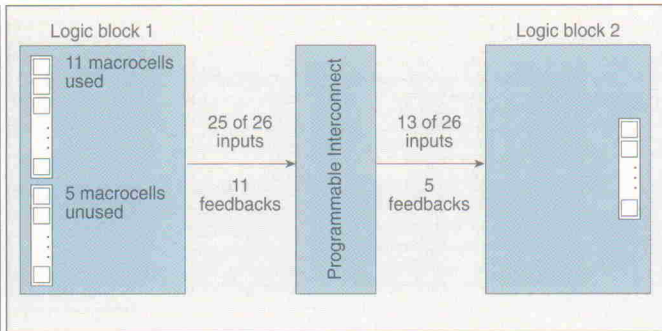 Logic block 1
11 macrocells
used
5 macrocells
unused
25 of 26
inputs
11
feedbacks
Programmable Interconnect
13 of 26
inputs
5
feedbacks
Logic block 2